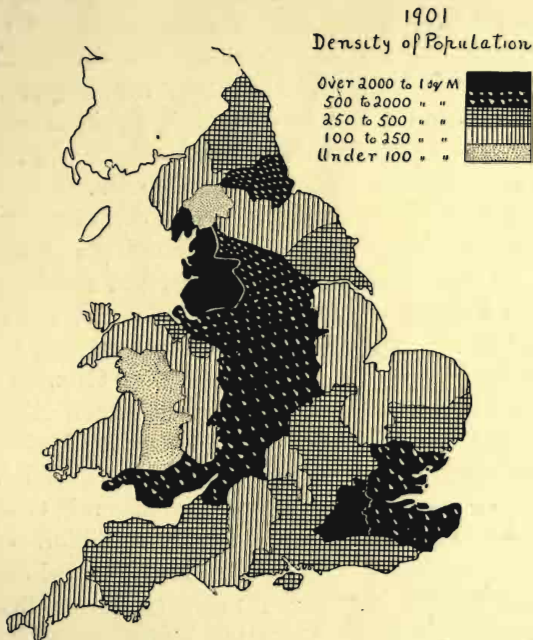 1901
Density of Population
Over 2000 to 1 sq M
500 to 2000 " "
250 to 500 " "
100 to 250 " "
Under 100 " "